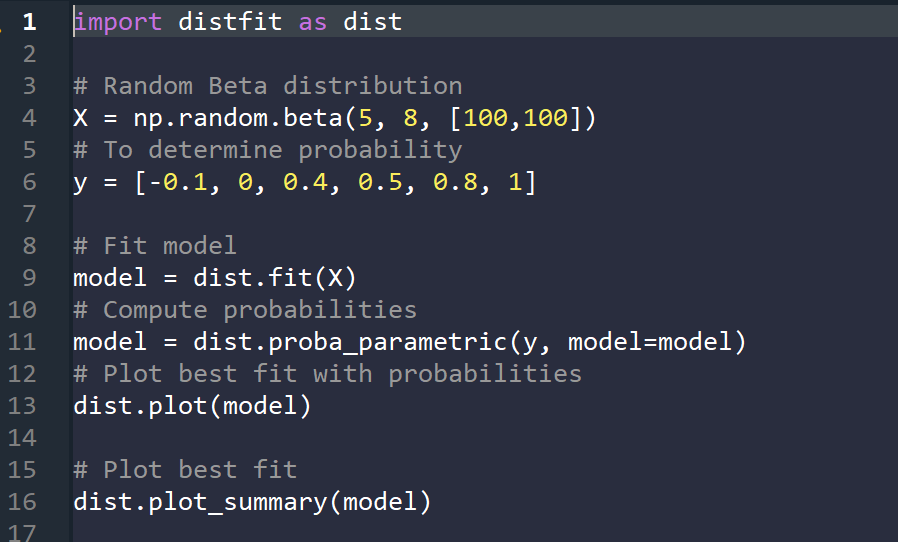 1 import distfit as dist
2
3 # Random Beta distribution
4 X = np.random.beta(5, 8, [100,100])
5 # To determine probability
6 y = [-0.1, 0, 0.4, 0.5, 0.8, 1]
7
8 # Fit model
9 model = dist.fit(X)
10 # Compute probabilities
11 model = dist.proba_parametric(y, model=model)
12 # Plot best fit with probabilities
13 dist.plot(model)
14
15 # Plot best fit
16 dist.plot_summary(model)
17